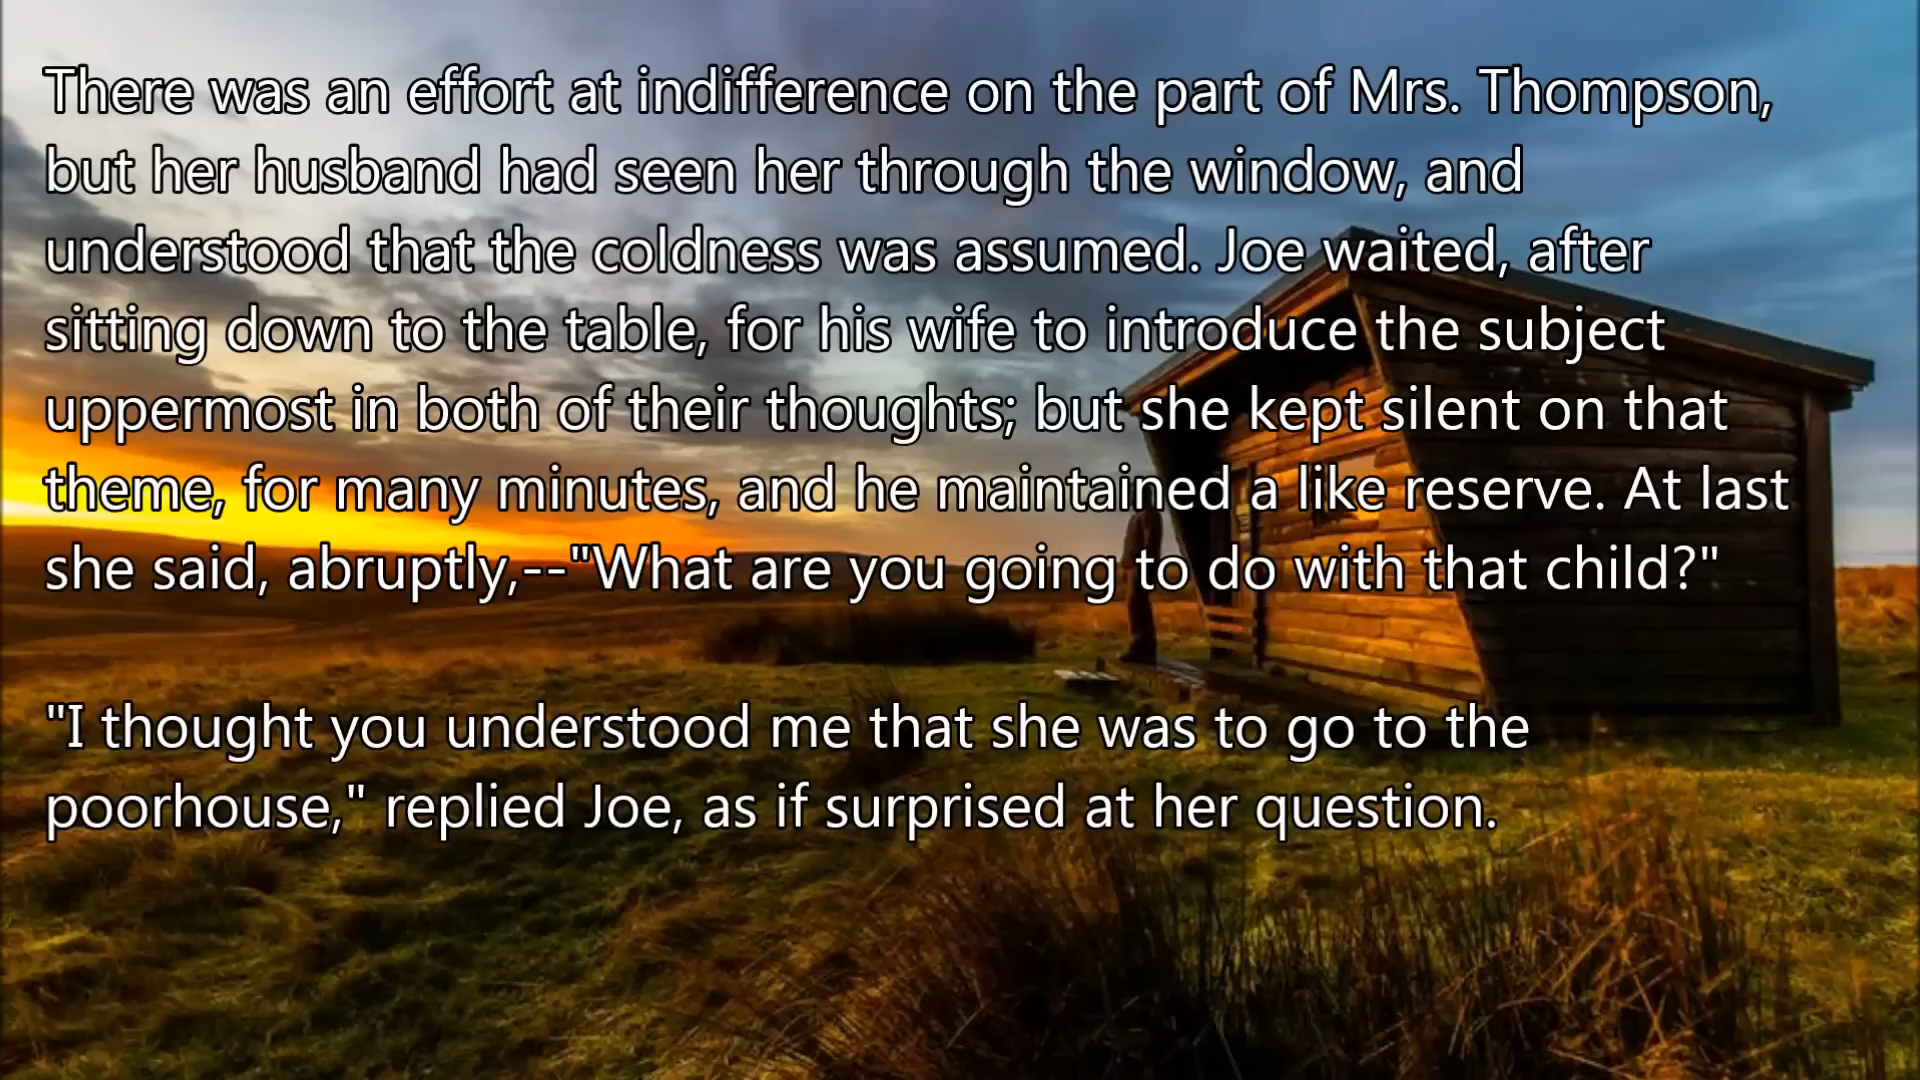 There was an effort at indifference on the part of Mrs. Thompson,
but her husband had seen her through the window, and
understood that the coldness was assumed. Joe waited, after
sitting down to the table, for his wife to introduce the subject
uppermost in both of their thoughts; but she kept silent on that
theme, for many minutes, and he maintained a like reserve. At last
she said, abruptly,--"What are you going to do with that child?"
"I thought you understood me that she was to go to the
poorhouse," replied Joe, as if surprised at her question.